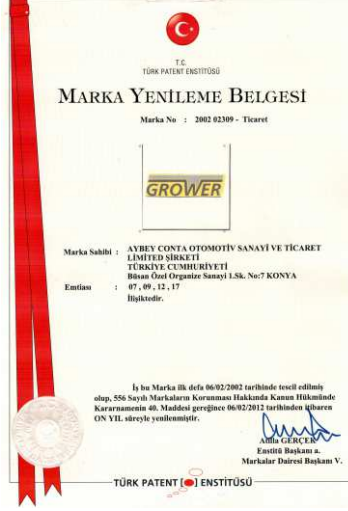 T.C.
TÜRK PATENT ENSTİTÜSÜ
MARKA YENİLEME BELGESİ
Marka No : 2002 02309 - Ticaret
GROWER
Marka Sahibi : AYBEY CONTA OTOMOTİV SANAYİ VE TİCARET
LİMİTED ŞİRKETİ
TÜRKİYE CUMHURİYETİ
Büsan Özel Organize Sanayi 1.Sk. No:7 KONYA
Emtiası : 07 , 09 , 12 , 17
İlişiktedir.
İş bu Marka ilk defa 06/02/2002 tarihinde tescil edilmiş
olup, 556 Sayılı Markaların Korunması Hakkında Kanun Hükmünde
Kararnamenin 40. Maddesi gereğince 06/02/2012 tarihinden itibaren
ON YIL süreyle yenilenmiştir.
Atilla GERÇEK
Enstitü Başkanı a.
Markalar Dairesi Başkanı V.
TÜRK PATENT ENSTİTÜSÜ